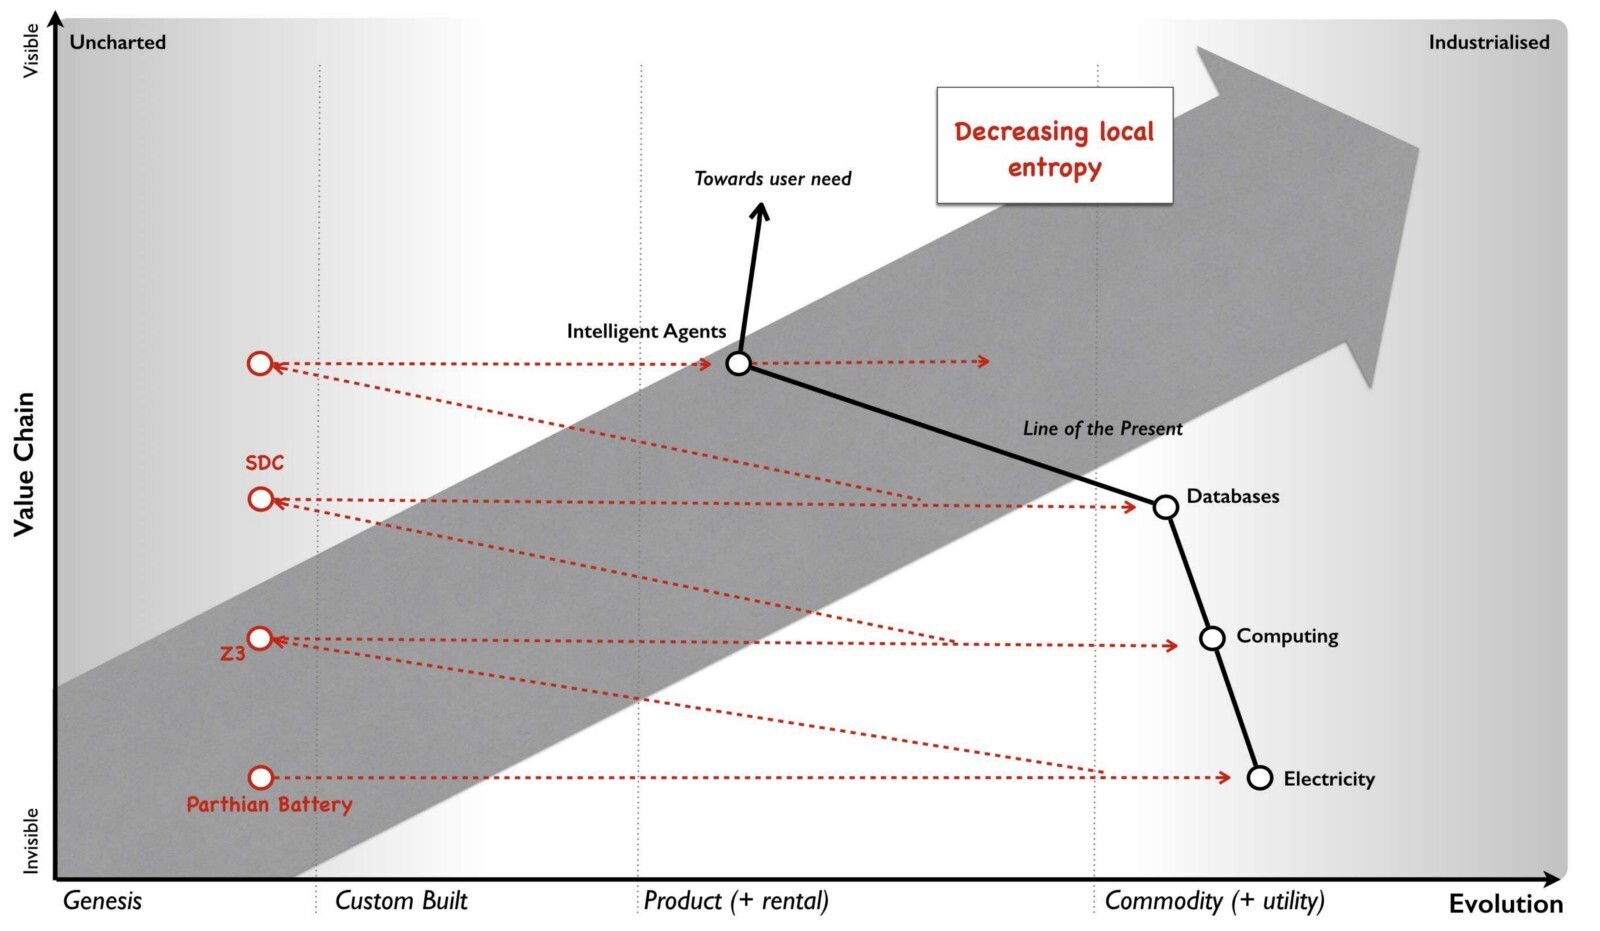 Visible
Uncharted
Industrialised
Decreasing local
entropy
Towards user need
Intelligent Agents
Line of the Present
Value Chain
SDC
Databases
Z3
Computing
Parthian Battery
Electricity
Invisible
Genesis
Custom Built
Product (+ rental)
Commodity (+ utility)
Evolution